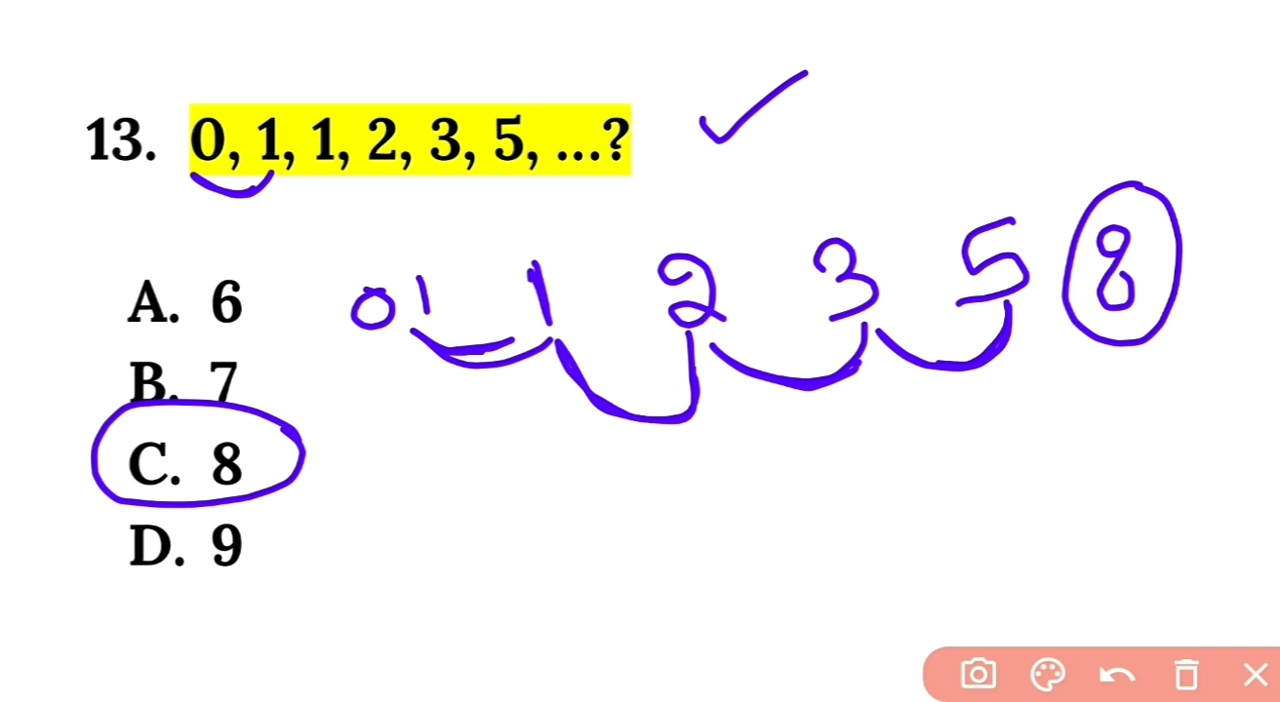 13. 0, 1, 1, 2, 3, 5, ...?
0 1 1 2 3 5 8
A. 6
B. 7
C. 8
D. 9